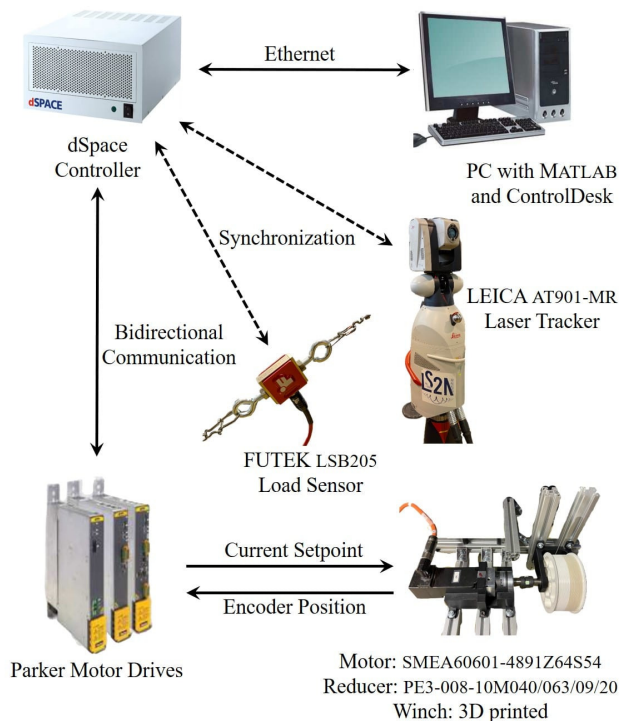 Ethernet
dSPACE
dSpace
Controller
PC with MATLAB
and ControlDesk
Synchronization
LEICA AT901-MR
Laser Tracker
Bidirectional
Communication
LS2N
FUTEK LSB205
Load Sensor
Current Setpoint
Encoder Position
Parker Motor Drives
Motor: SMEA60601-4891Z64S54
Reducer: PE3-008-10M040/063/09/20
Winch: 3D printed